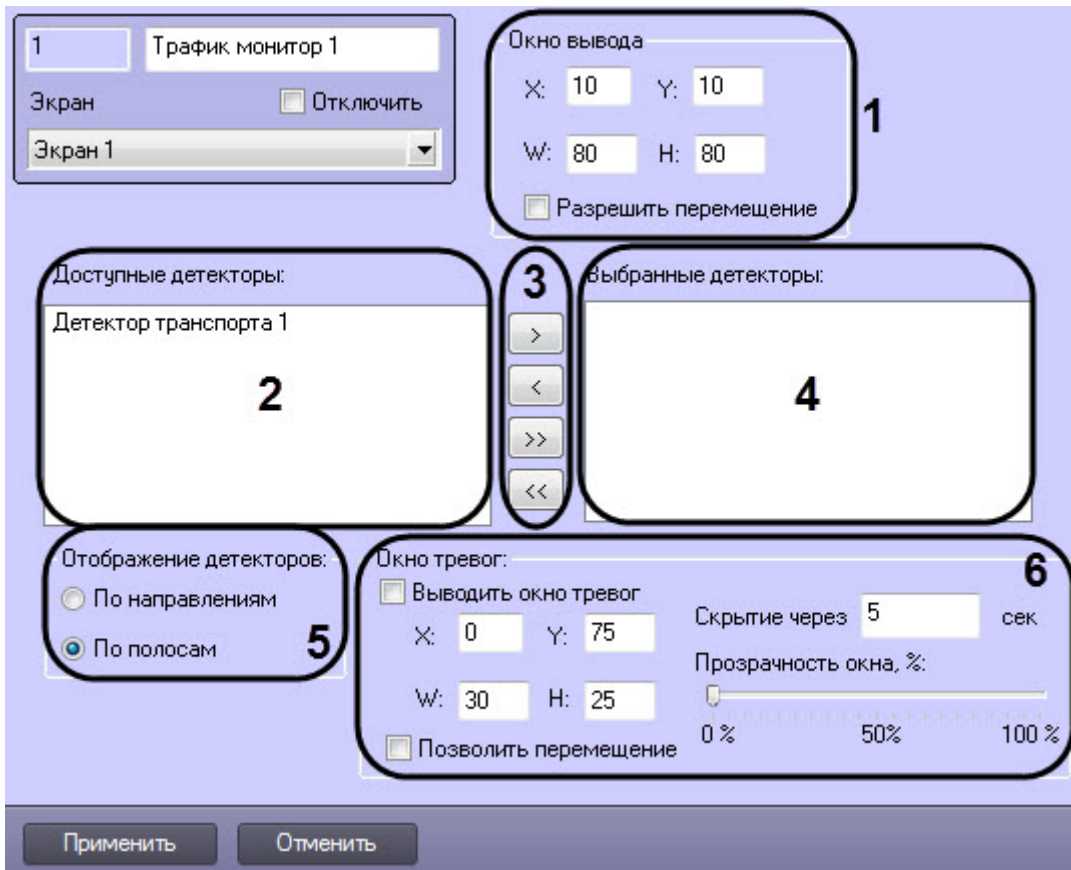 1 Трафик монитор 1
Экран Отключить
Экран 1
Окно вывода
X: 10 Y: 10
W: 80 H: 80
Разрешить перемещение
1
Доступные детекторы:
Детектор транспорта 1
2
3
>
<
>>
<<
Выбранные детекторы:
4
Отображение детекторов:
По направлениям
По полосам
5
Окно тревог:
6
Выводить окно тревог
X: 0 Y: 75
W: 30 H: 25
Позволить перемещение
Скрытие через 5 сек
Прозрачность окна, %:
0 % 50% 100 %
Применить Отменить